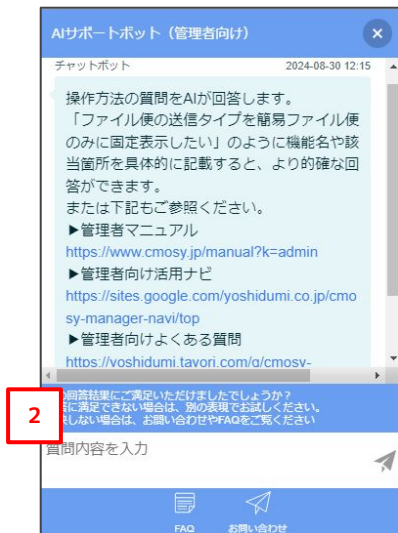 AIサポートボット（管理者向け）
チャットボット 2024-08-30 12:15
操作方法の質問をAIが回答します。
「ファイル便の送信タイプを簡易ファイル便
のみに固定表示したい」のように機能名や該
当箇所を具体的に記載すると、より的確な回
答ができます。
または下記もご参照ください。
▶管理者マニュアル
https://www.cmosy.jp/manual?k=admin
▶管理者向け活用ナビ
https://sites.google.com/yoshidumi.co.jp/cmo
sy-manager-navi/top
▶管理者向けよくある質問
https://yoshidumi.tayori.com/q/cmosy-
回答結果にご満足いただけましたでしょうか？
に満足できない場合は、別の表現でお試しください。
しない場合は、お問い合わせやFAQをご覧ください
2
質問内容を入力
FAQ お問い合わせ